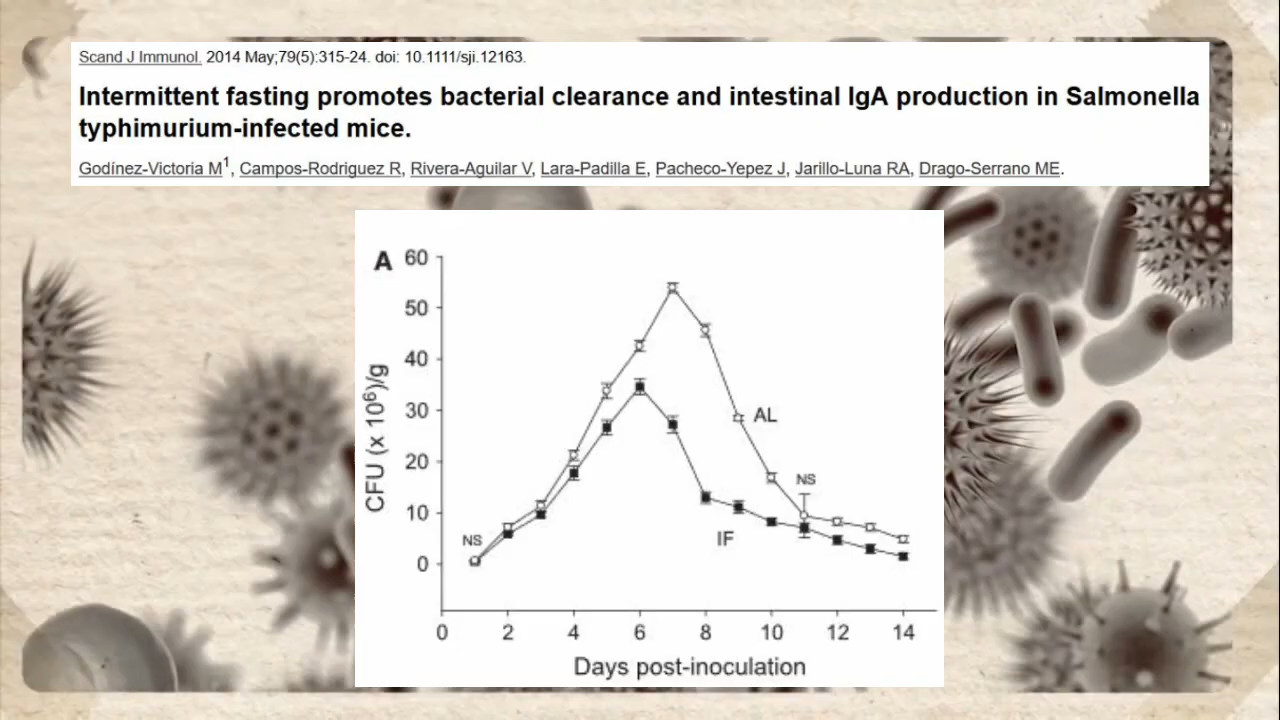 Scand J Immunol. 2014 May;79(5):315-24. doi: 10.1111/sji.12163.
Intermittent fasting promotes bacterial clearance and intestinal IgA production in Salmonella
typhimurium-infected mice.
Godínez-Victoria M1, Campos-Rodriguez R, Rivera-Aguilar V, Lara-Padilla E, Pacheco-Yepez J, Jarillo-Luna RA, Drago-Serrano ME.
A
60
50
40
30
20
10
0
CFU (x 10⁶)/g
AL
NS
NS
IF
0 2 4 6 8 10 12 14
Days post-inoculation